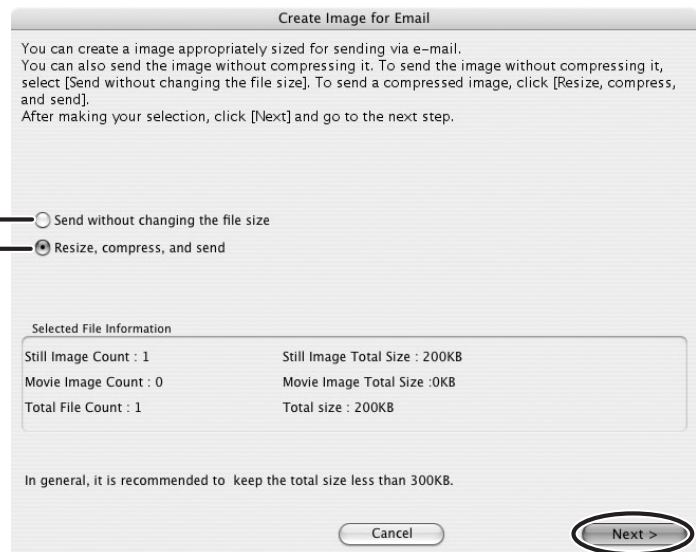 Create Image for Email
You can create a image appropriately sized for sending via e-mail.
You can also send the image without compressing it. To send the image without compressing it,
select [Send without changing the file size]. To send a compressed image, click [Resize, compress,
and send].
After making your selection, click [Next] and go to the next step.
Send without changing the file size
Resize, compress, and send
Selected File Information
Still Image Count : 1 Still Image Total Size : 200KB
Movie Image Count : 0 Movie Image Total Size :0KB
Total File Count : 1 Total size : 200KB
In general, it is recommended to keep the total size less than 300KB.
Cancel Next >